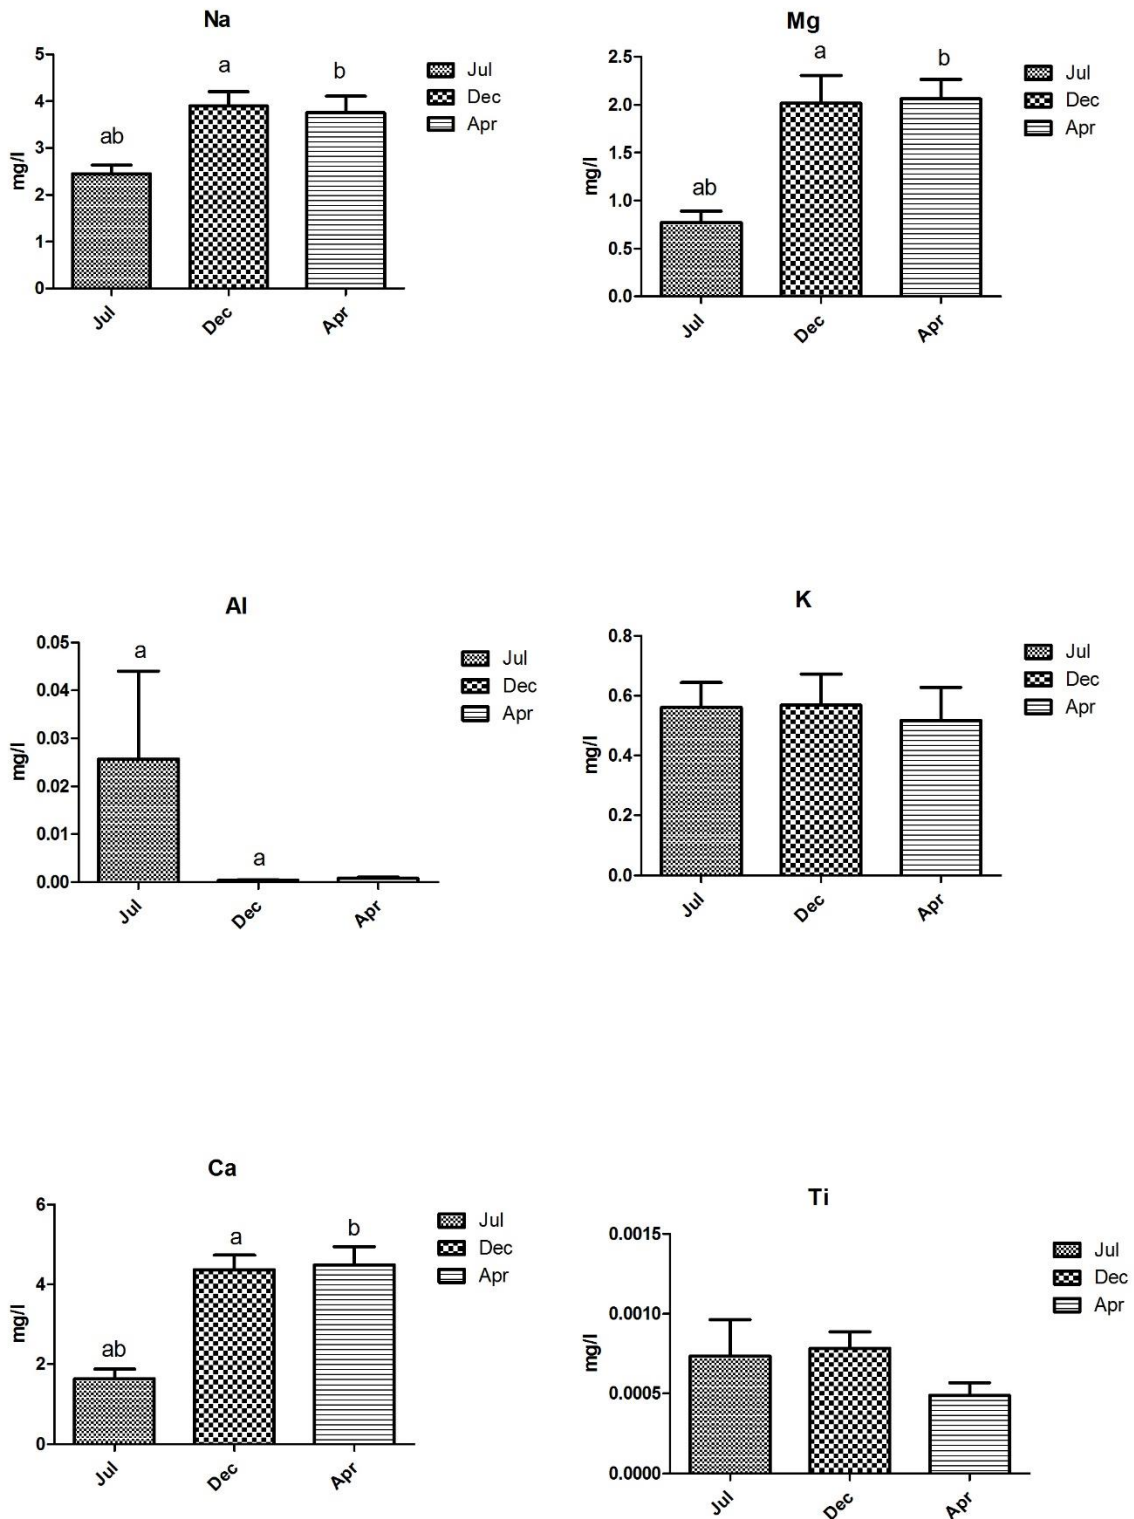 Na
5
4
3
2
1
0
mg/l
ab
a
b
Jul
Dec
Apr
Jul
Dec
Apr
Mg
2.5
2.0
1.5
1.0
0.5
0.0
mg/l
ab
a
b
Jul
Dec
Apr
Jul
Dec
Apr
Al
0.05
0.04
0.03
0.02
0.01
0.00
mg/l
a
a
Jul
Dec
Apr
Jul
Dec
Apr
K
0.8
0.6
0.4
0.2
0.0
mg/l
Jul
Dec
Apr
Jul
Dec
Apr
Ca
6
4
2
0
mg/l
ab
a
b
Jul
Dec
Apr
Jul
Dec
Apr
Ti
0.0015
0.0010
0.0005
0.0000
mg/l
Jul
Dec
Apr
Jul
Dec
Apr